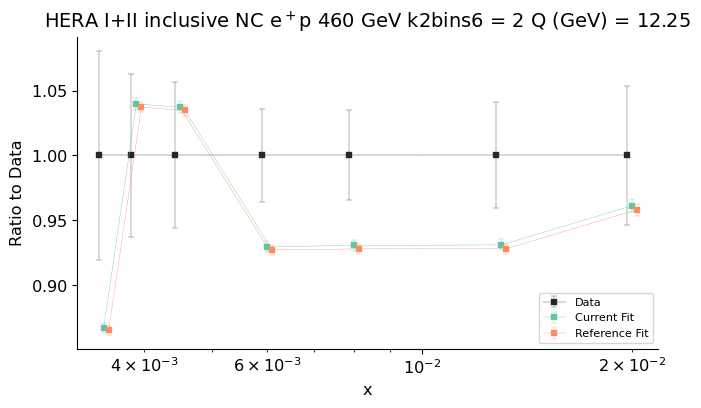 HERA I+II inclusive NC e⁺p 460 GeV k2bins6 = 2 Q (GeV) = 12.25
Ratio to Data
1.05
1.00
0.95
0.90
Data
Current Fit
Reference Fit
4 × 10⁻³
6 × 10⁻³
10⁻²
2 × 10⁻²
x